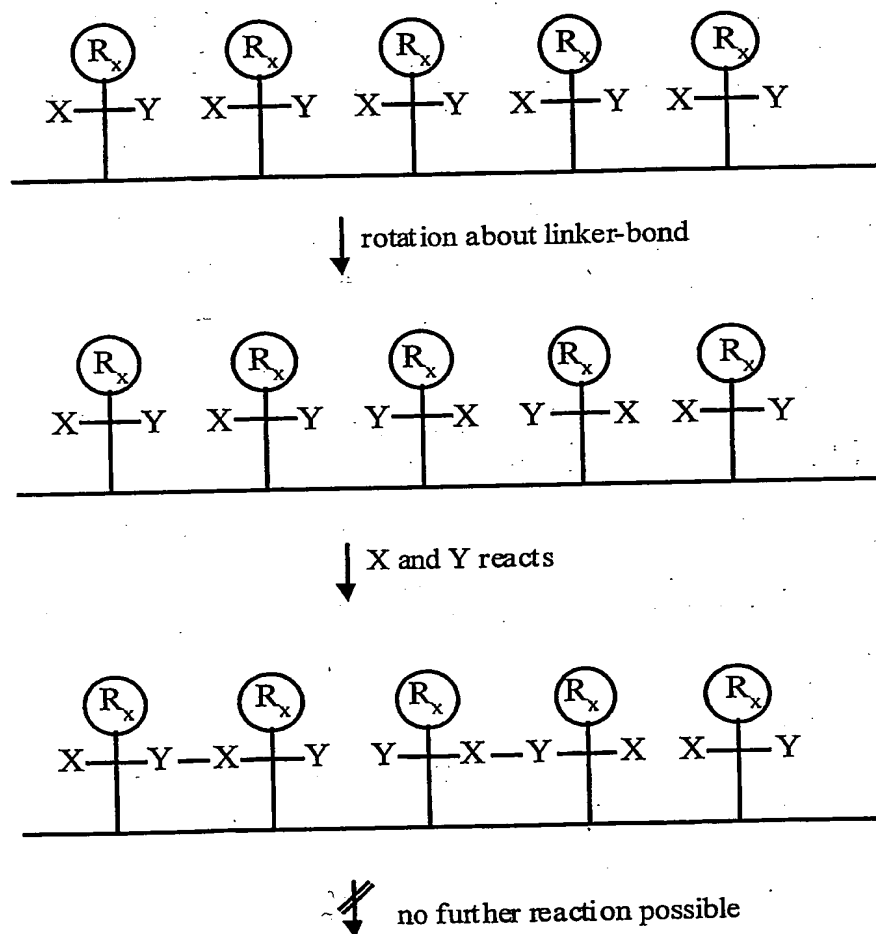 Rx Rx Rx Rx Rx
X—Y X—Y X—Y X—Y X—Y
rotation about linker-bond
Rx Rx Rx Rx Rx
X—Y X—Y Y—X Y—X X—Y
X and Y reacts
Rx Rx Rx Rx Rx
X—Y—X—Y Y—X—Y—X X—Y
no further reaction possible